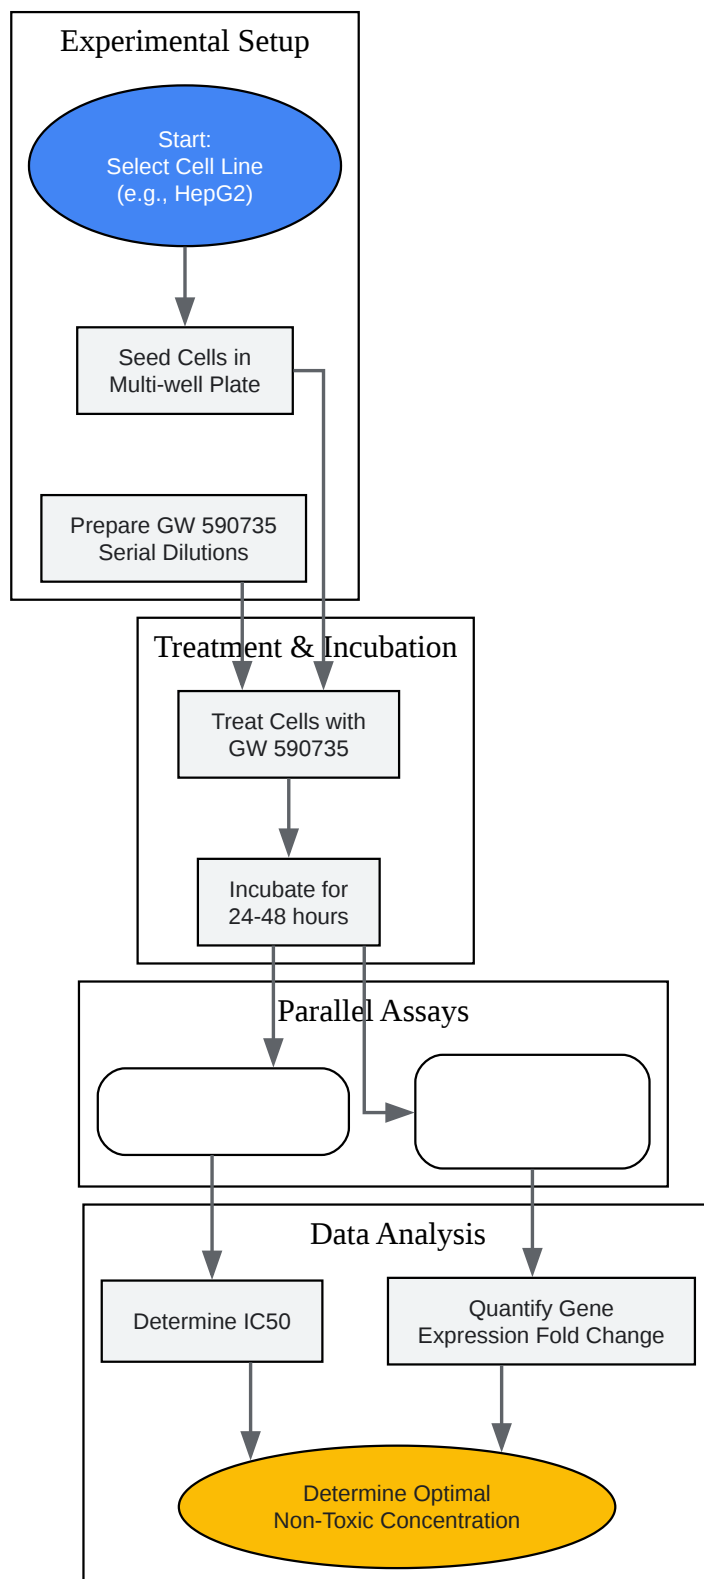 Experimental Setup
Start:
Select Cell Line
(e.g., HepG2)
Seed Cells in
Multi-well Plate
Prepare GW 590735
Serial Dilutions
Treatment & Incubation
Treat Cells with
GW 590735
Incubate for
24-48 hours
Parallel Assays
Data Analysis
Determine IC50
Quantify Gene
Expression Fold Change
Determine Optimal
Non-Toxic Concentration